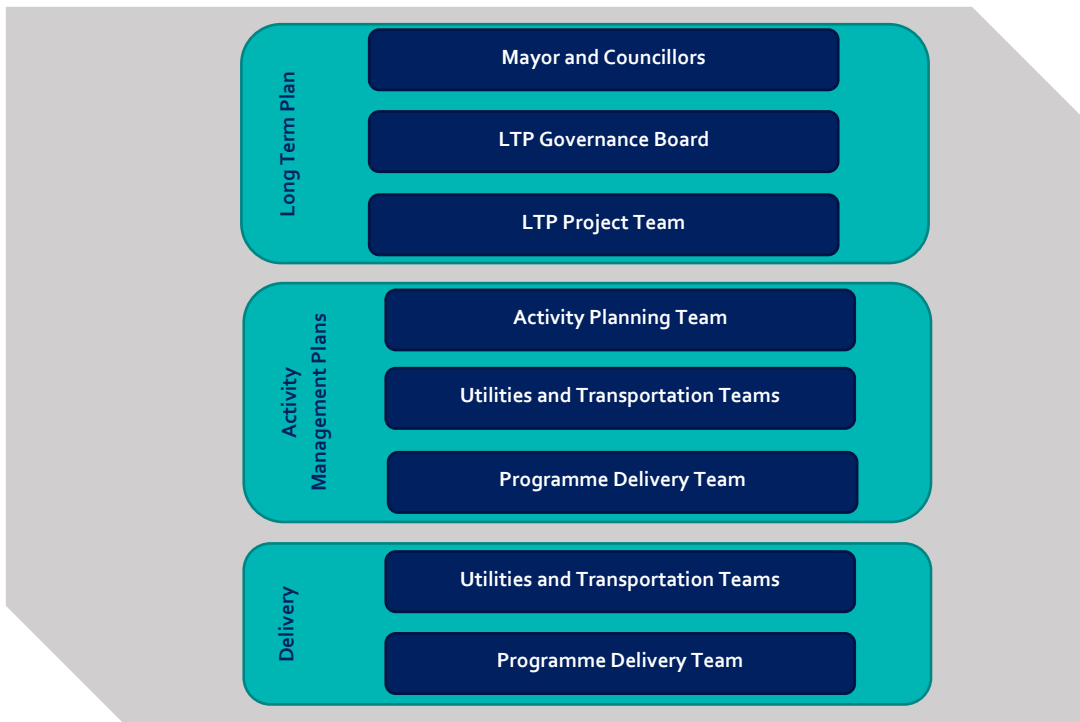 Long Term Plan
Mayor and Councillors
LTP Governance Board
LTP Project Team
Activity
Management Plans
Activity Planning Team
Utilities and Transportation Teams
Programme Delivery Team
Delivery
Utilities and Transportation Teams
Programme Delivery Team